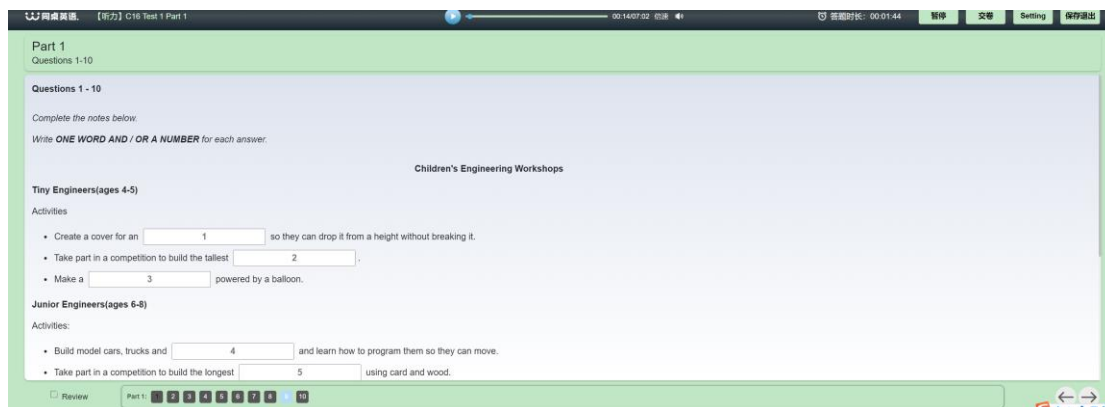 同桌英语. 【听力】C16 Test 1 Part 1 00:14/07:02 倍速 答题时长: 00:01:44 暂停 交卷 Setting 保存退出
Part 1
Questions 1-10
Questions 1 - 10
Complete the notes below.
Write ONE WORD AND / OR A NUMBER for each answer.
Children's Engineering Workshops
Tiny Engineers(ages 4-5)
Activities
• Create a cover for an 1 so they can drop it from a height without breaking it.
• Take part in a competition to build the tallest 2 .
• Make a 3 powered by a balloon.
Junior Engineers(ages 6-8)
Activities:
• Build model cars, trucks and 4 and learn how to program them so they can move.
• Take part in a competition to build the longest 5 using card and wood.
Review Part 1: 1 2 3 4 5 6 7 8 9 10